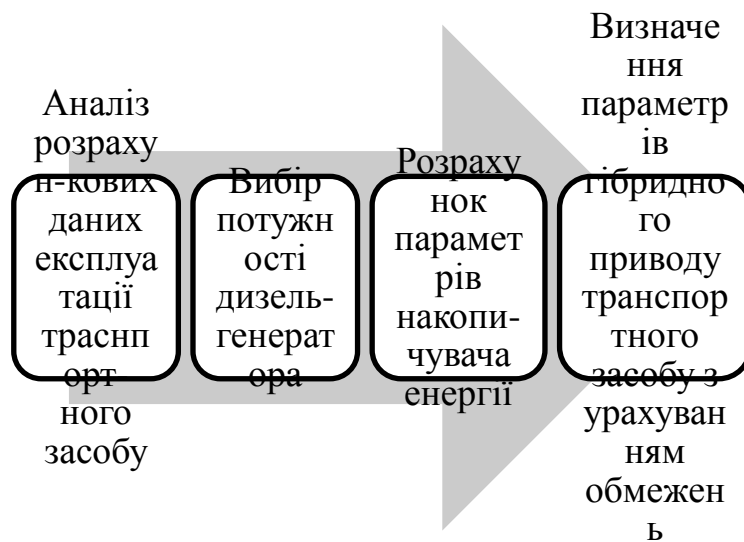 Аналіз
розраху
н-кових
даних
експлуа
тації
траснп
орт
ного
засобу
Вибір
потужн
ості
дизель-
генерат
ора
Розраху
нок
парамет
рів
накопи-
чувача
енергії
Визначе
ння
параметр
ів
гібридно
го
приводу
транспор
тного
засобу з
урахуван
ням
обмежен
ь